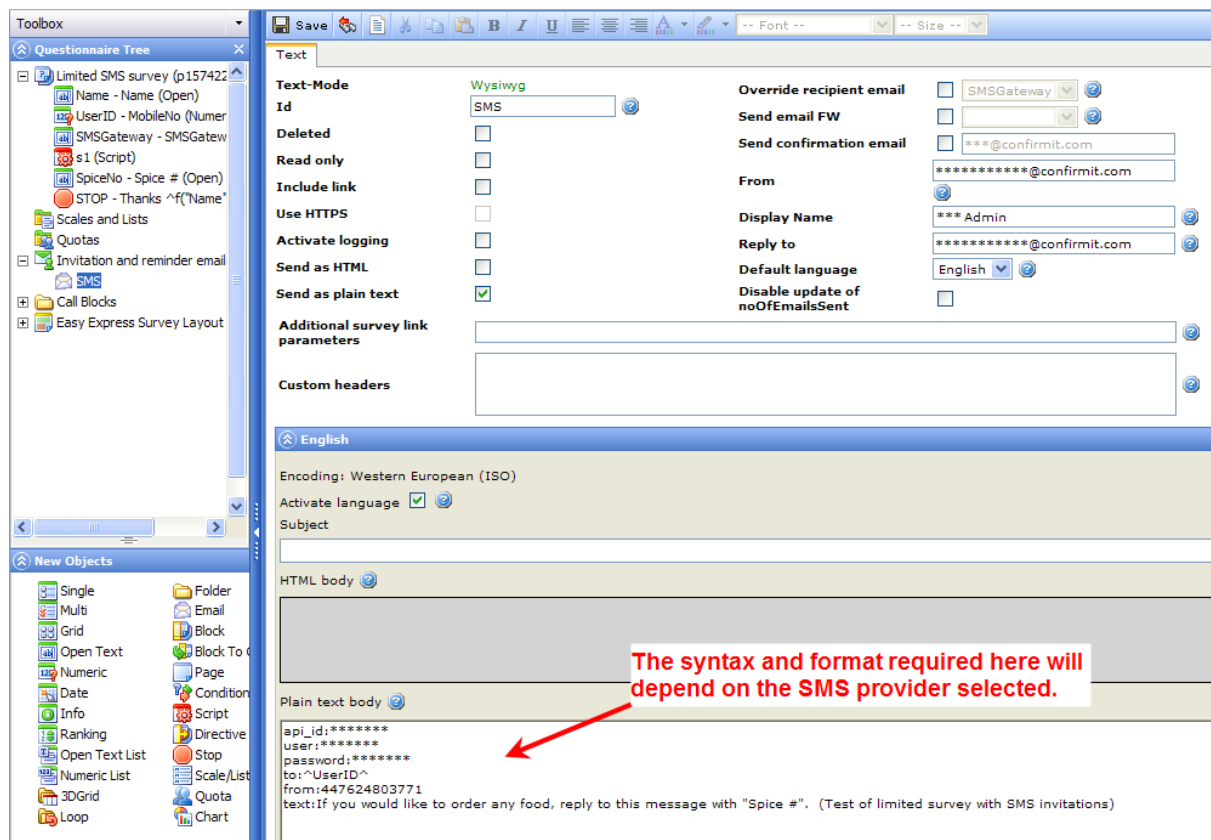 Toolbox
Save
B I U
A
-- Font --
-- Size --
Questionnaire Tree
Limited SMS survey (p157422
Name - Name (Open)
UserID - MobileNo (Numer
SMSGateway - SMSGatew
s1 (Script)
SpiceNo - Spice # (Open)
STOP - Thanks ^f("Name"
Scales and Lists
Quotas
Invitation and reminder email
SMS
Call Blocks
Easy Express Survey Layout
New Objects
Single Folder
Multi Email
Grid Block
Open Text Block To C
Numeric Page
Date Condition
Info Script
Ranking Directive
Open Text List Stop
Numeric List Scale/List
3DGrid Quota
Loop Chart
Text
Text-Mode Wysiwyg
Id SMS
Deleted
Read only
Include link
Use HTTPS
Activate logging
Send as HTML
Send as plain text
Override recipient email SMSGateway
Send email FW
Send confirmation email ***@confirmit.com
From ***********@confirmit.com
Display Name *** Admin
Reply to ***********@confirmit.com
Default language English
Disable update of
noOfEmailsSent
Additional survey link
parameters
Custom headers
English
Encoding: Western European (ISO)
Activate language
Subject
HTML body
The syntax and format required here will
depend on the SMS provider selected.
Plain text body
api_id:*******
user:*******
password:*******
to:^UserID^
from:447624803771
text:If you would like to order any food, reply to this message with "Spice #".  (Test of limited survey with SMS invitations)